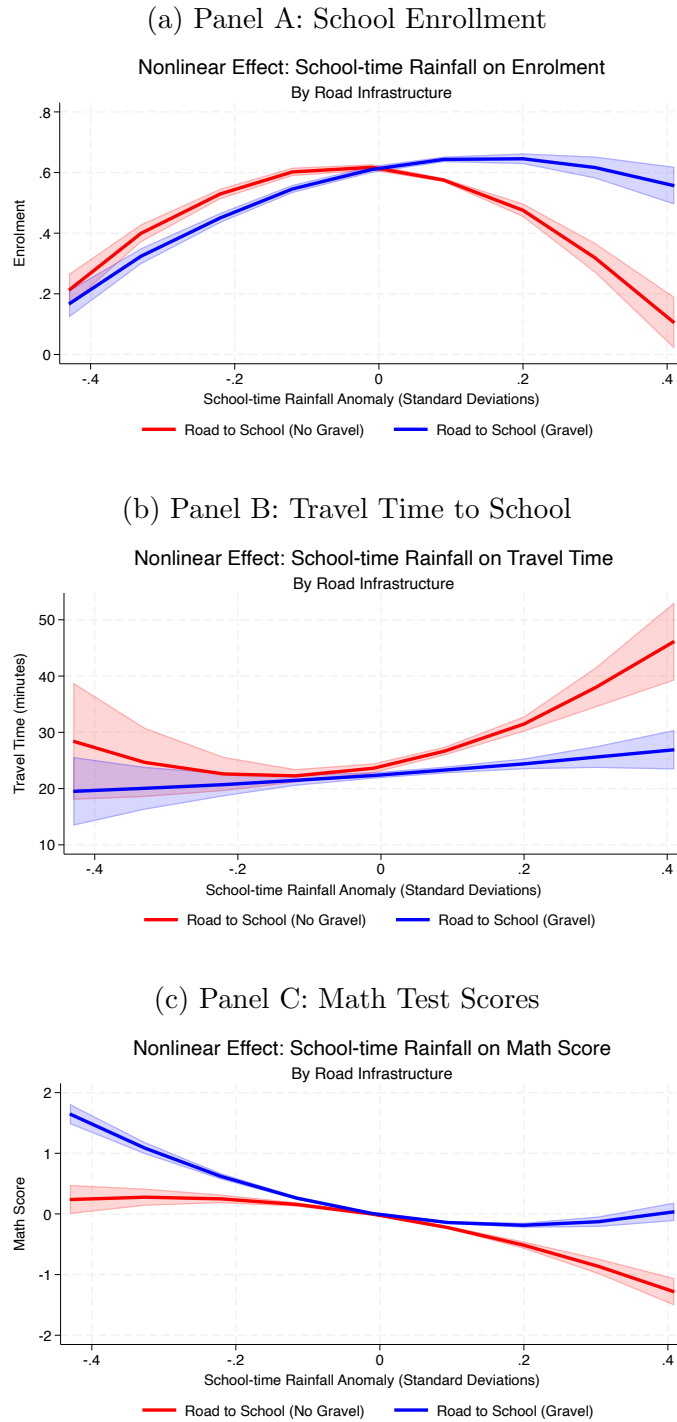 (a) Panel A: School Enrollment
Nonlinear Effect: School-time Rainfall on Enrolment
By Road Infrastructure
.8
.6
.4
.2
0
Enrolment
-.4 -.2 0 .2 .4
School-time Rainfall Anomaly (Standard Deviations)
Road to School (No Gravel) Road to School (Gravel)
(b) Panel B: Travel Time to School
Nonlinear Effect: School-time Rainfall on Travel Time
By Road Infrastructure
50
40
30
20
10
Travel Time (minutes)
-.4 -.2 0 .2 .4
School-time Rainfall Anomaly (Standard Deviations)
Road to School (No Gravel) Road to School (Gravel)
(c) Panel C: Math Test Scores
Nonlinear Effect: School-time Rainfall on Math Score
By Road Infrastructure
2
1
0
-1
-2
Math Score
-.4 -.2 0 .2 .4
School-time Rainfall Anomaly (Standard Deviations)
Road to School (No Gravel) Road to School (Gravel)